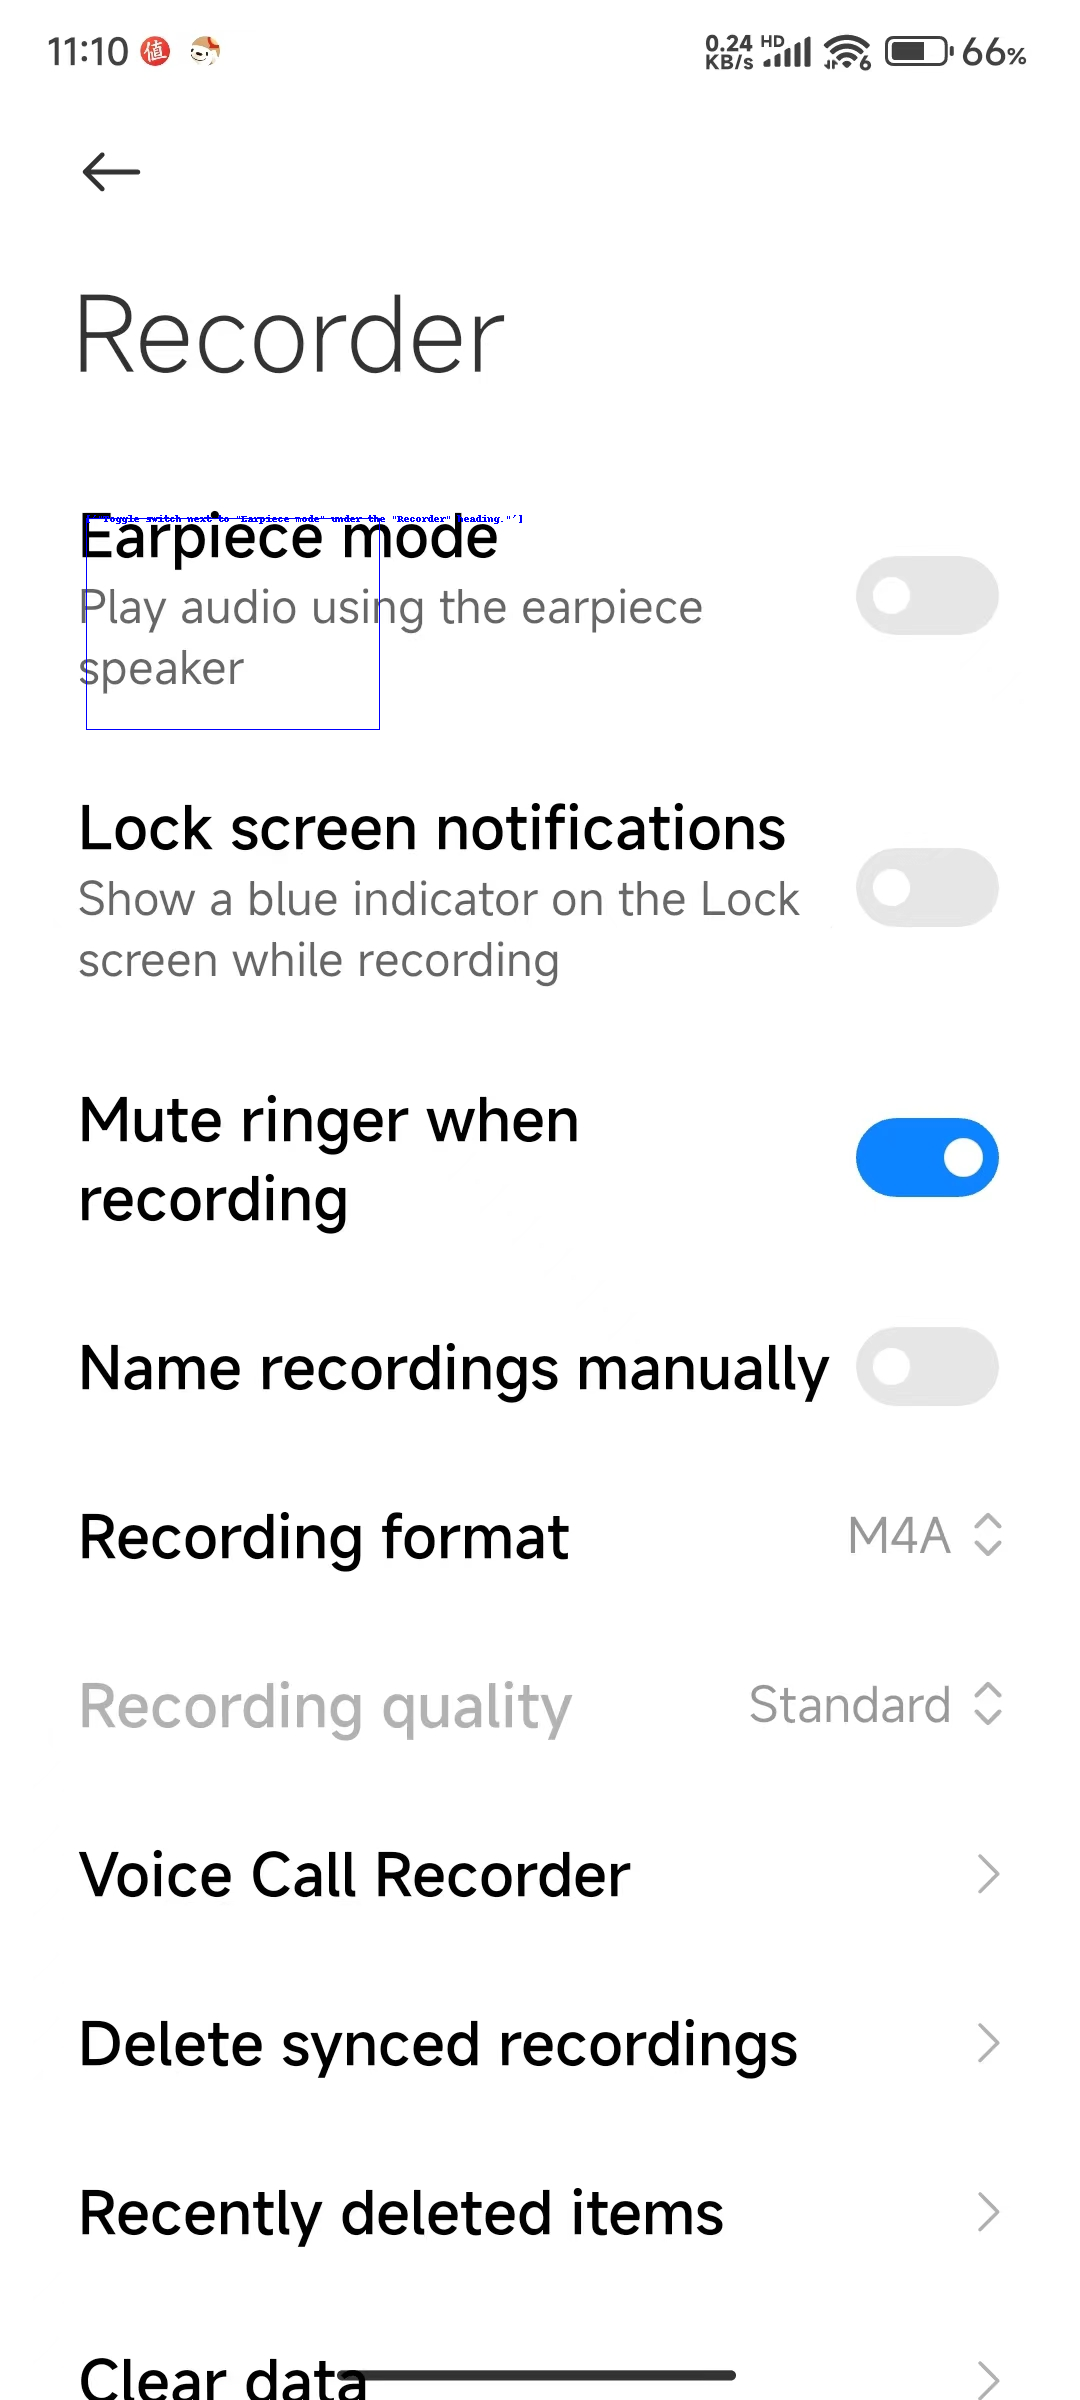 11:10 値 0.24 KB/s HD 6 66%
Recorder
Toggle switch next to "Earpiece mode" under the "Recorder" heading."']
Earpiece mode
Play audio using the earpiece
speaker
Lock screen notifications
Show a blue indicator on the Lock
screen while recording
Mute ringer when
recording
Name recordings manually
Recording format M4A
Recording quality Standard
Voice Call Recorder
Delete synced recordings
Recently deleted items
Clear data